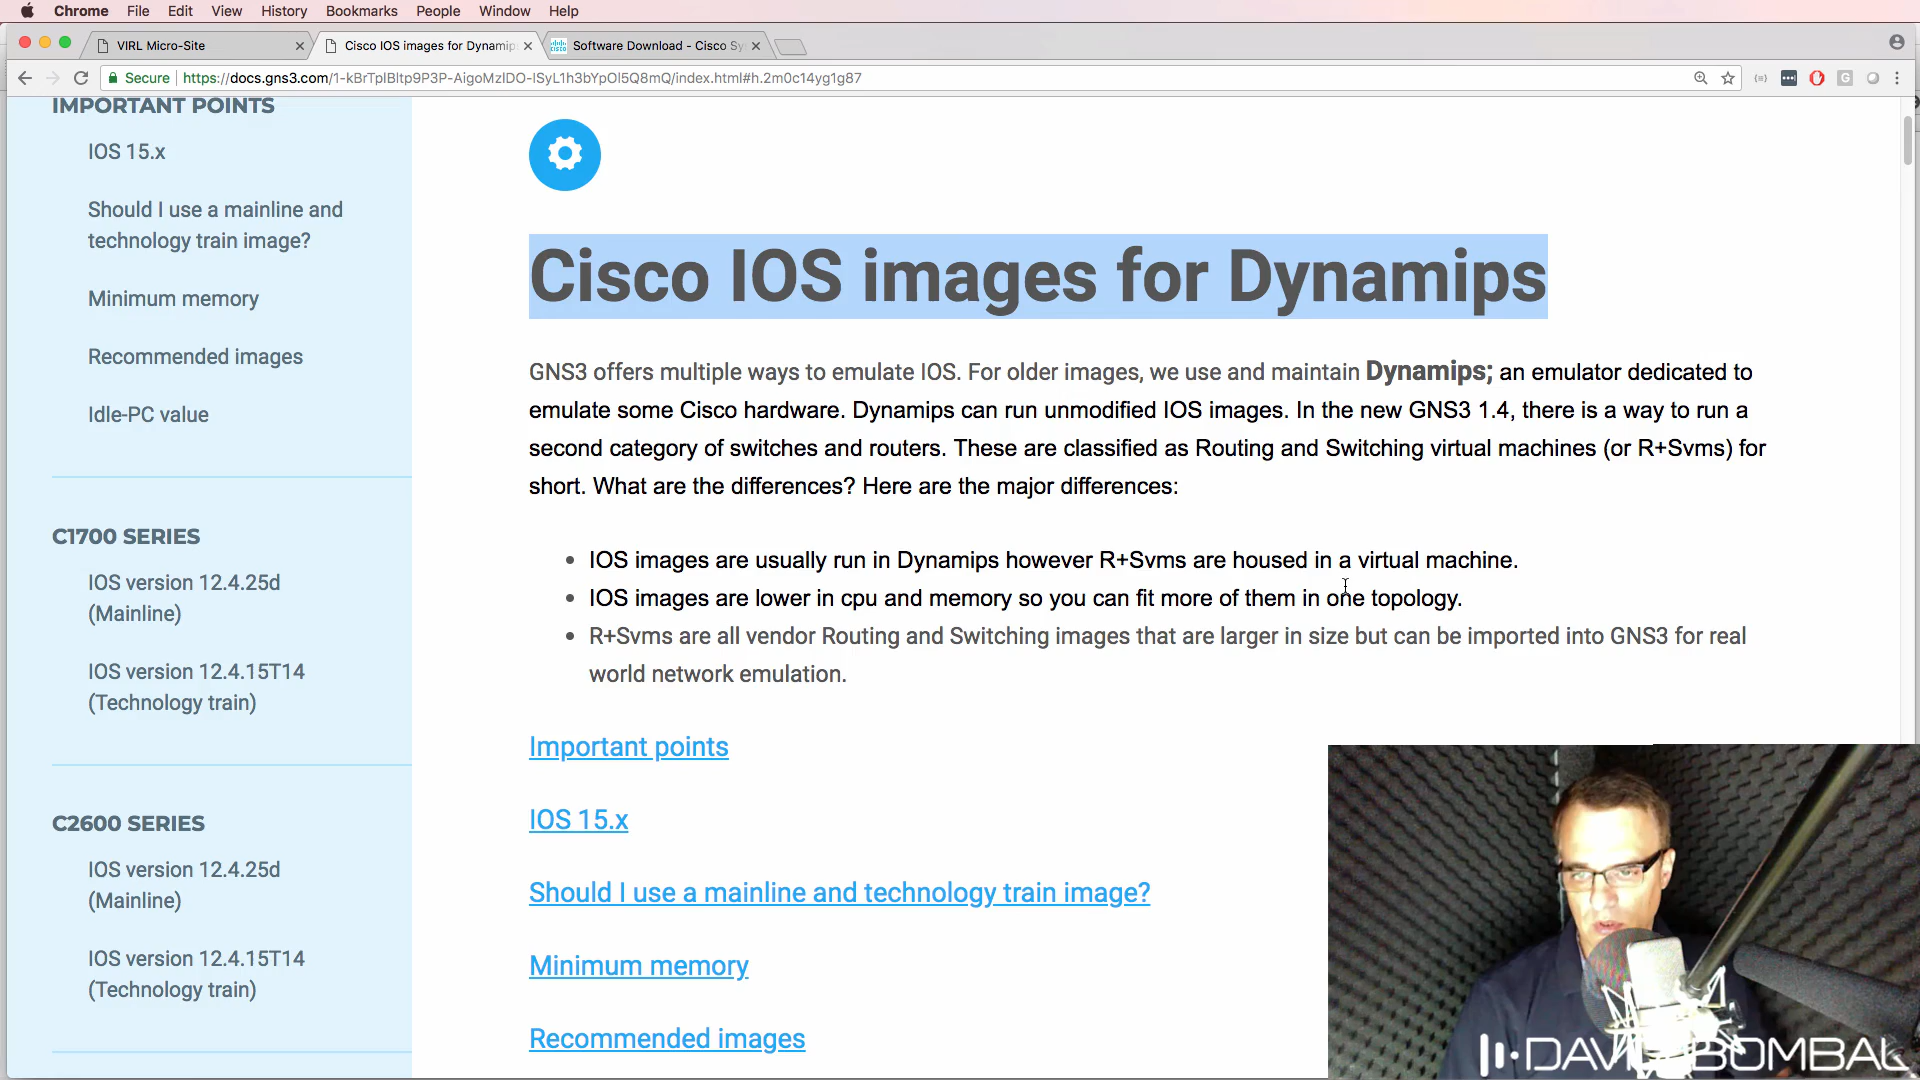 Chrome File Edit View History Bookmarks People Window Help
VIRL Micro-Site
Cisco IOS images for Dynamip
Software Download - Cisco Sy
Secure https://docs.gns3.com/1-kBrTplBltp9P3P-AigoMzlDO-lSyL1h3bYpOl5Q8mQ/index.html#h.2m0c14yg1g87
IMPORTANT POINTS
IOS 15.x
Should I use a mainline and
technology train image?
Minimum memory
Recommended images
Idle-PC value
C1700 SERIES
IOS version 12.4.25d
(Mainline)
IOS version 12.4.15T14
(Technology train)
C2600 SERIES
IOS version 12.4.25d
(Mainline)
IOS version 12.4.15T14
(Technology train)
Cisco IOS images for Dynamips
GNS3 offers multiple ways to emulate IOS. For older images, we use and maintain Dynamips; an emulator dedicated to
emulate some Cisco hardware. Dynamips can run unmodified IOS images. In the new GNS3 1.4, there is a way to run a
second category of switches and routers. These are classified as Routing and Switching virtual machines (or R+Svms) for
short. What are the differences? Here are the major differences:
• IOS images are usually run in Dynamips however R+Svms are housed in a virtual machine.
• IOS images are lower in cpu and memory so you can fit more of them in one topology.
• R+Svms are all vendor Routing and Switching images that are larger in size but can be imported into GNS3 for real
world network emulation.
Important points
IOS 15.x
Should I use a mainline and technology train image?
Minimum memory
Recommended images
DAVID BOMBAL